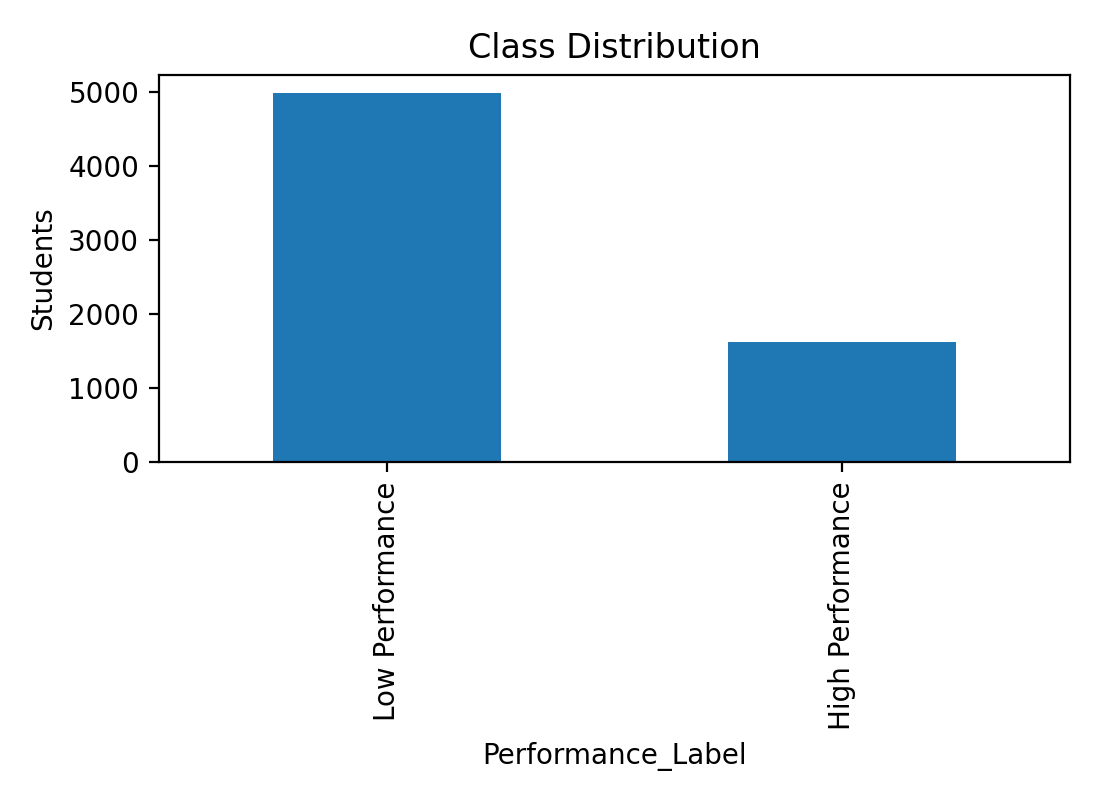 Class Distribution
Students
5000
4000
3000
2000
1000
0
Low Performance
High Performance
Performance_Label